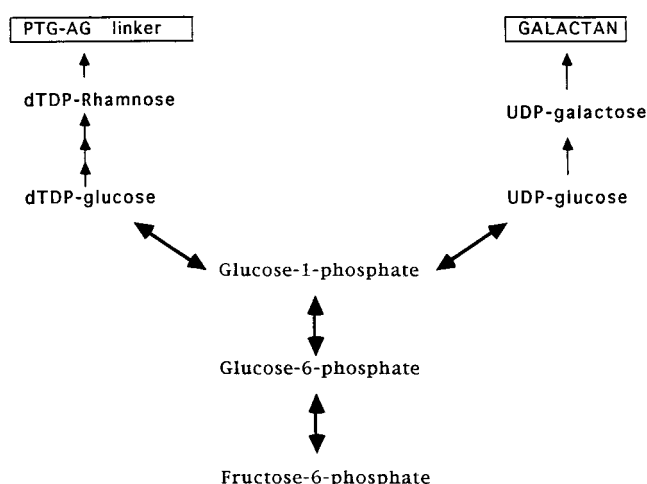 PTG-AG linker
GALACTAN
dTDP-Rhamnose
UDP-galactose
dTDP-glucose
UDP-glucose
Glucose-1-phosphate
Glucose-6-phosphate
Fructose-6-phosphate